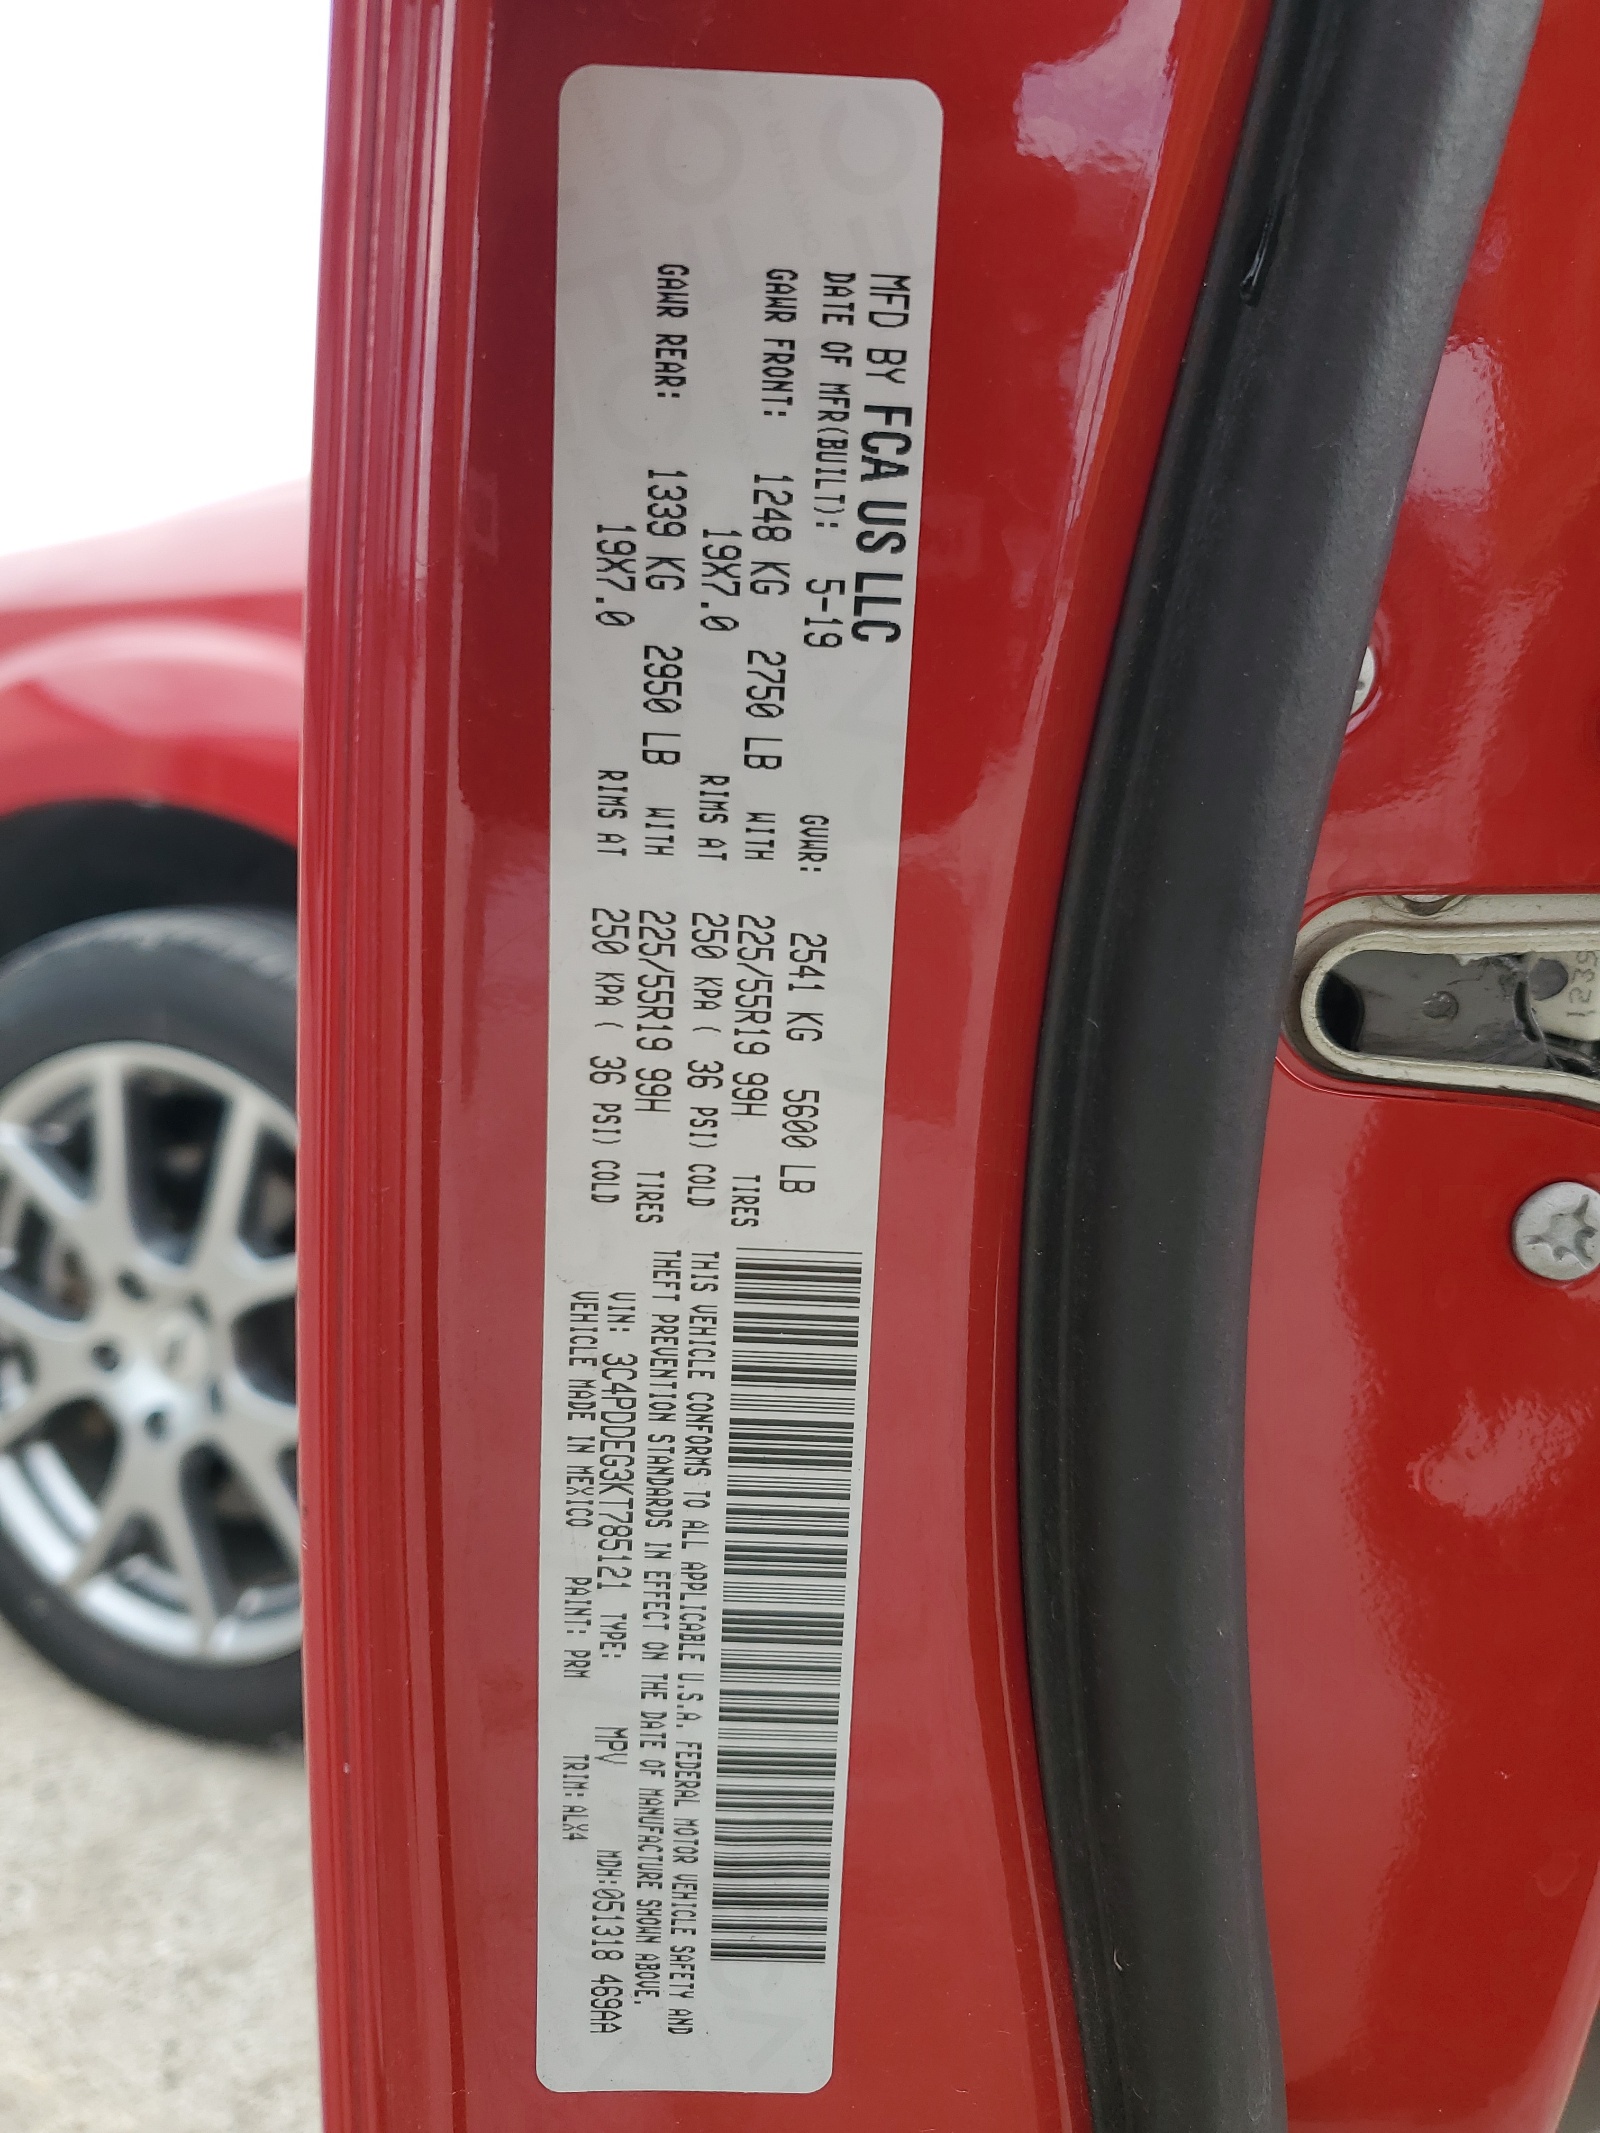 MFD BY FCA US LLC
DATE OF MFR(BUILT): 5-19 GVWR: 2541 KG 5600 LB
GAWR FRONT: 1248 KG 2750 LB WITH 225/55R19 99H TIRES
19X7.0 RIMS AT 250 KPA ( 36 PSI) COLD
GAWR REAR: 1339 KG 2950 LB WITH 225/55R19 99H TIRES
19X7.0 RIMS AT 250 KPA ( 36 PSI) COLD
THIS VEHICLE CONFORMS TO ALL APPLICABLE U.S.A. FEDERAL MOTOR VEHICLE SAFETY AND
THEFT PREVENTION STANDARDS IN EFFECT ON THE DATE OF MANUFACTURE SHOWN ABOVE.
VIN: 3C4PDDEG3KT785121 TYPE: MPV MDH:051318 469AA
VEHICLE MADE IN MEXICO PAINT: PRM TRIM:ALX4
1239